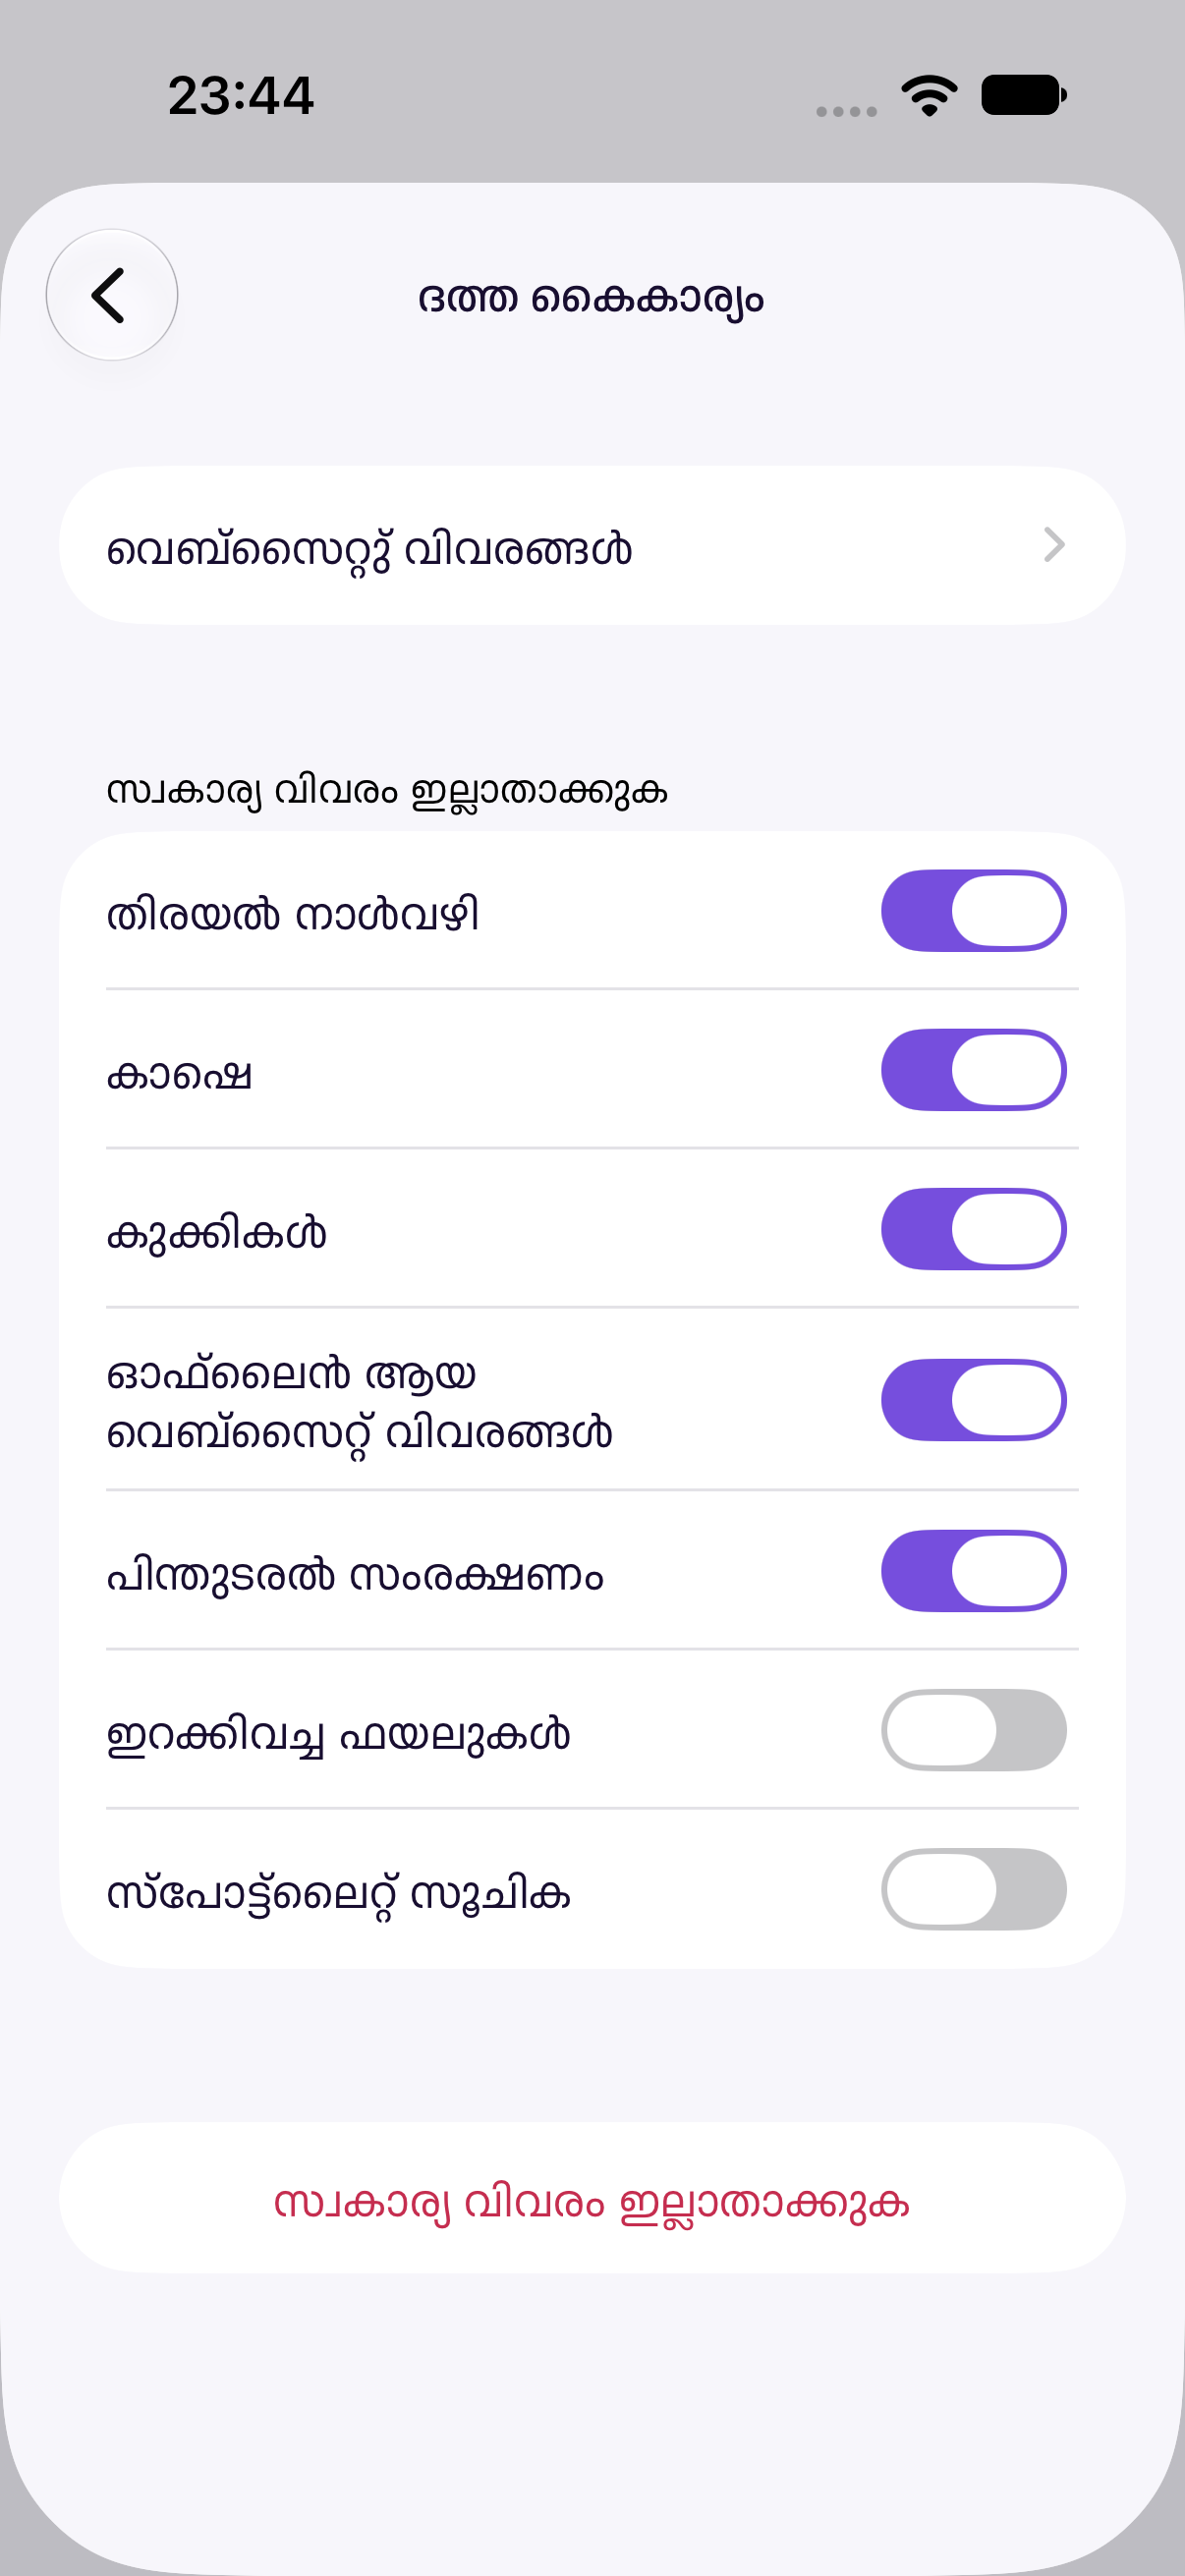 23:44
ദത്ത കൈകാര്യം
വെബ്സൈറ്റു് വിവരങ്ങൾ
സ്വകാര്യ വിവരം ഇല്ലാതാക്കുക
തിരയൽ നാൾവഴി
കാഷെ
കുക്കികൾ
ഓഫ്‌ലൈൻ ആയ
വെബ്സൈറ്റ് വിവരങ്ങൾ
പിന്തുടരൽ സംരക്ഷണം
ഇറക്കിവച്ച ഫയലുകൾ
സ്പോട്ട്ലൈറ്റ് സൂചിക
സ്വകാര്യ വിവരം ഇല്ലാതാക്കുക